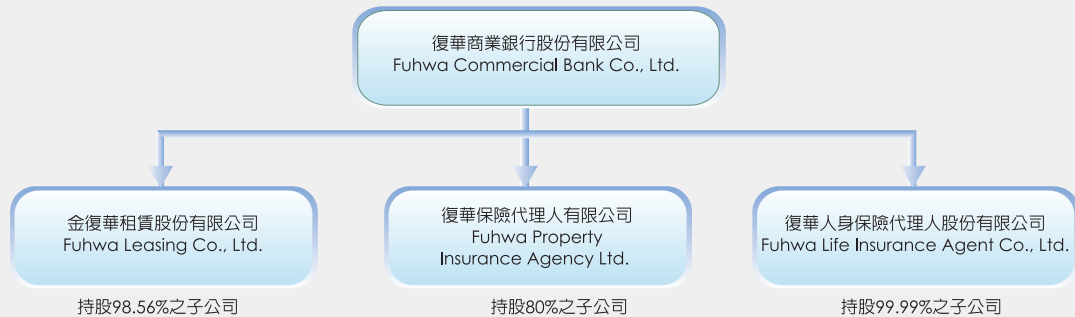 復華商業銀行股份有限公司
Fuhwa Commercial Bank Co., Ltd.
金復華租賃股份有限公司
Fuhwa Leasing Co., Ltd.
持股98.56%之子公司
復華保險代理人有限公司
Fuhwa Property
Insurance Agency Ltd.
持股80%之子公司
復華人身保險代理人股份有限公司
Fuhwa Life Insurance Agent Co., Ltd.
持股99.99%之子公司